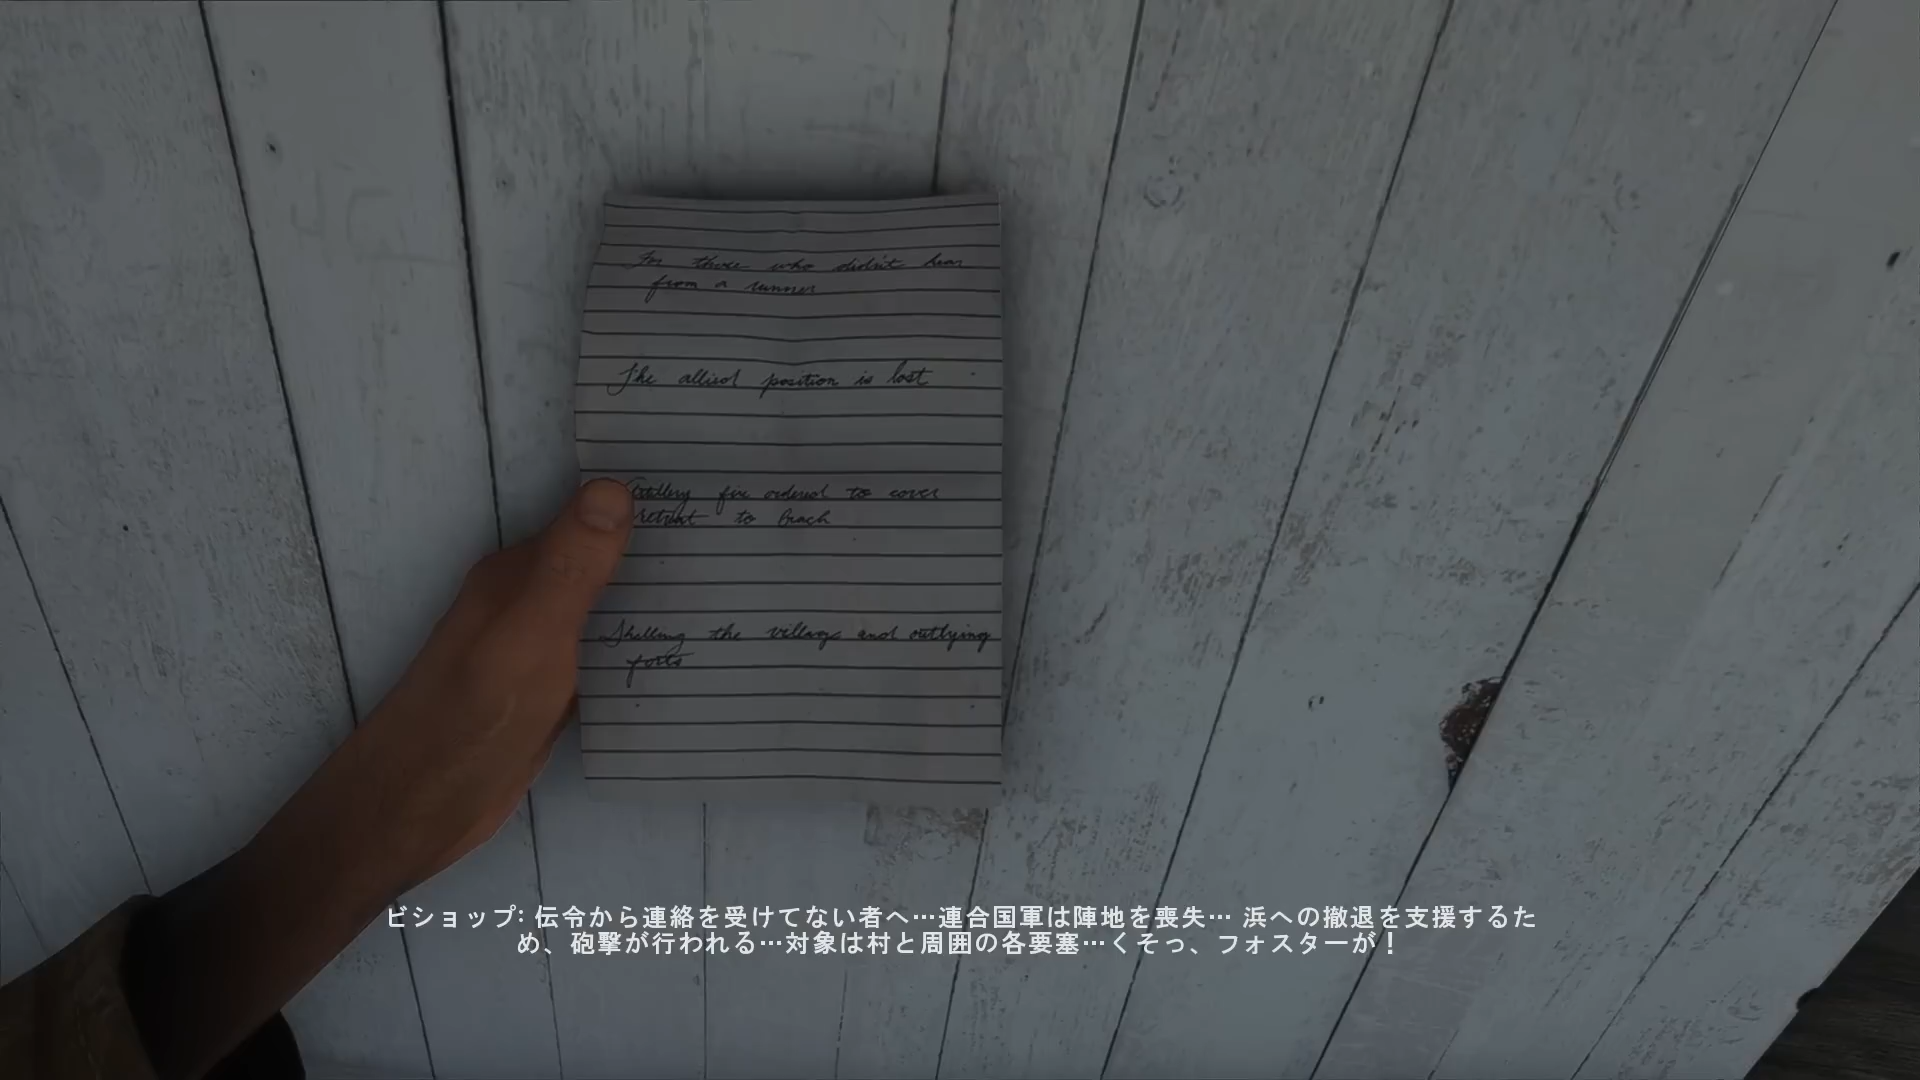 For those who didn't hear
from a runner
The allied position is lost
Artillery fire ordered to cover
retreat to Beach
Shelling the village and outlying
forts
ビショップ: 伝令から連絡を受けてない者へ…連合国軍は陣地を喪失… 浜への撤退を支援するた
め、砲撃が行われる…対象は村と周囲の各要塞…くそっ、フォスターが！